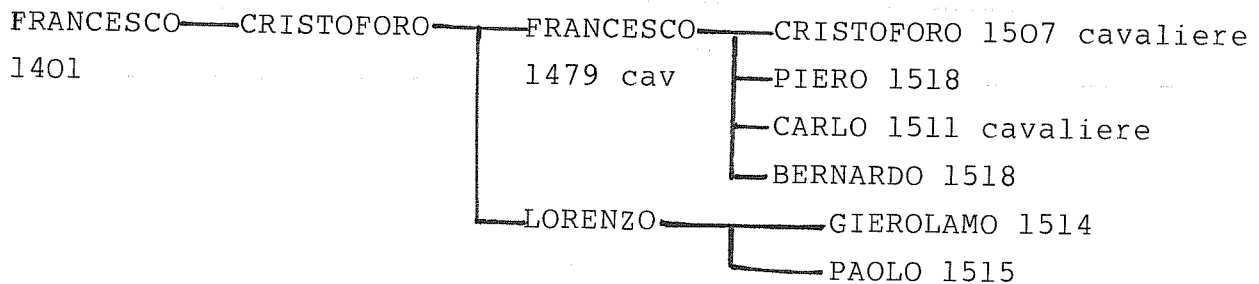 FRANCESCO CRISTOFORO FRANCESCO CRISTOFORO 1507 cavaliere
1401 1479 cav PIERO 1518
CARLO 1511 cavaliere
BERNARDO 1518
LORENZO GIEROLAMO 1514
PAOLO 1515